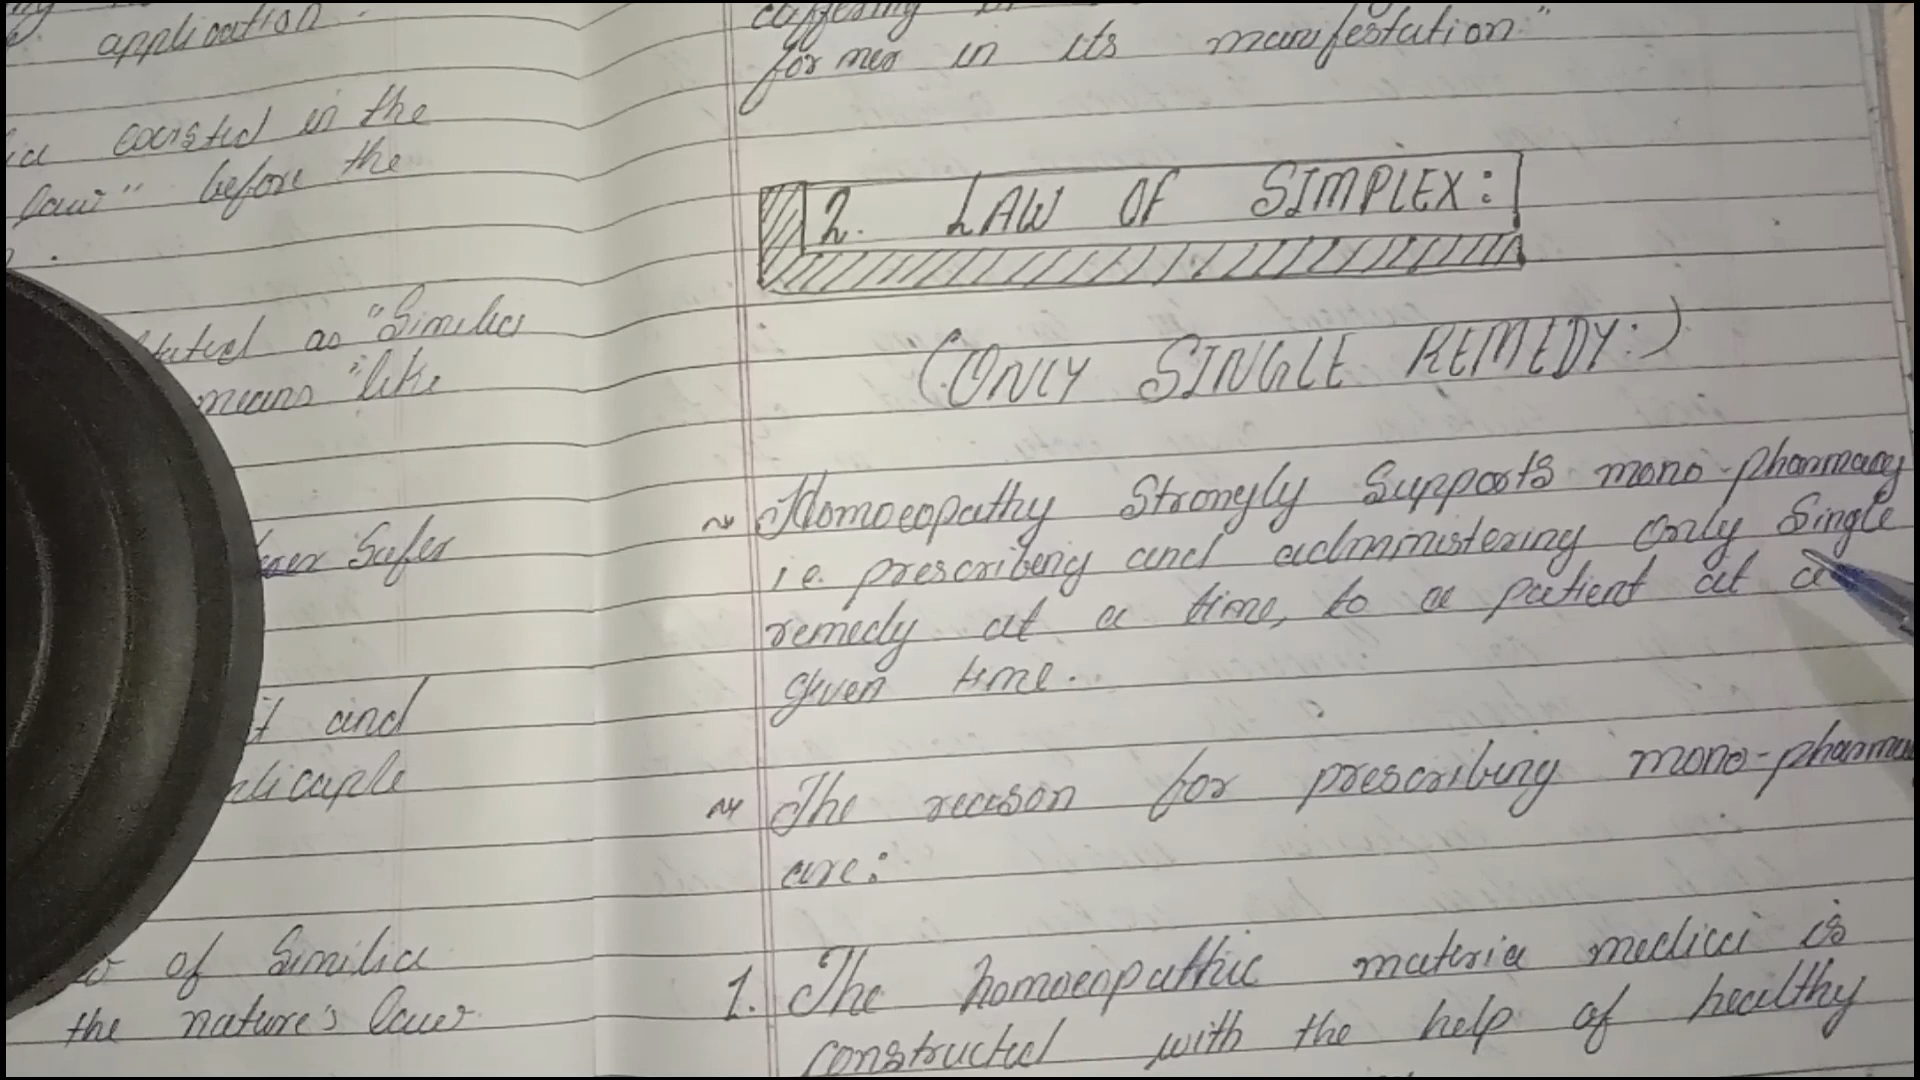 application.
existed in the
law" before the
stated as "Similia
means "like
Safer
it and
of Similia
the nature's law
in its manifestation"
2. LAW OF SIMPLEX:
(ONLY SINGLE REMEDY:)
~ Homoeopathy Strongly Supports mono-pharmacy
i.e. prescribing and administering only Single
remedy at a time, to a patient at a
given time.
~ The reason for prescribing mono-pharma
are:
1. The homoeopathic materia medica is
constructed with the help of healthy